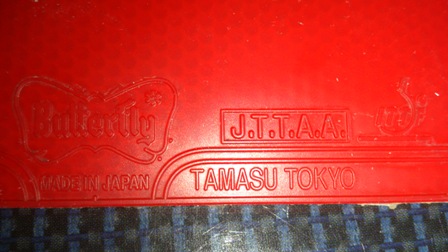 Butterfly
J.T.T.A.A.
MADE IN JAPAN
TAMASU TOKYO